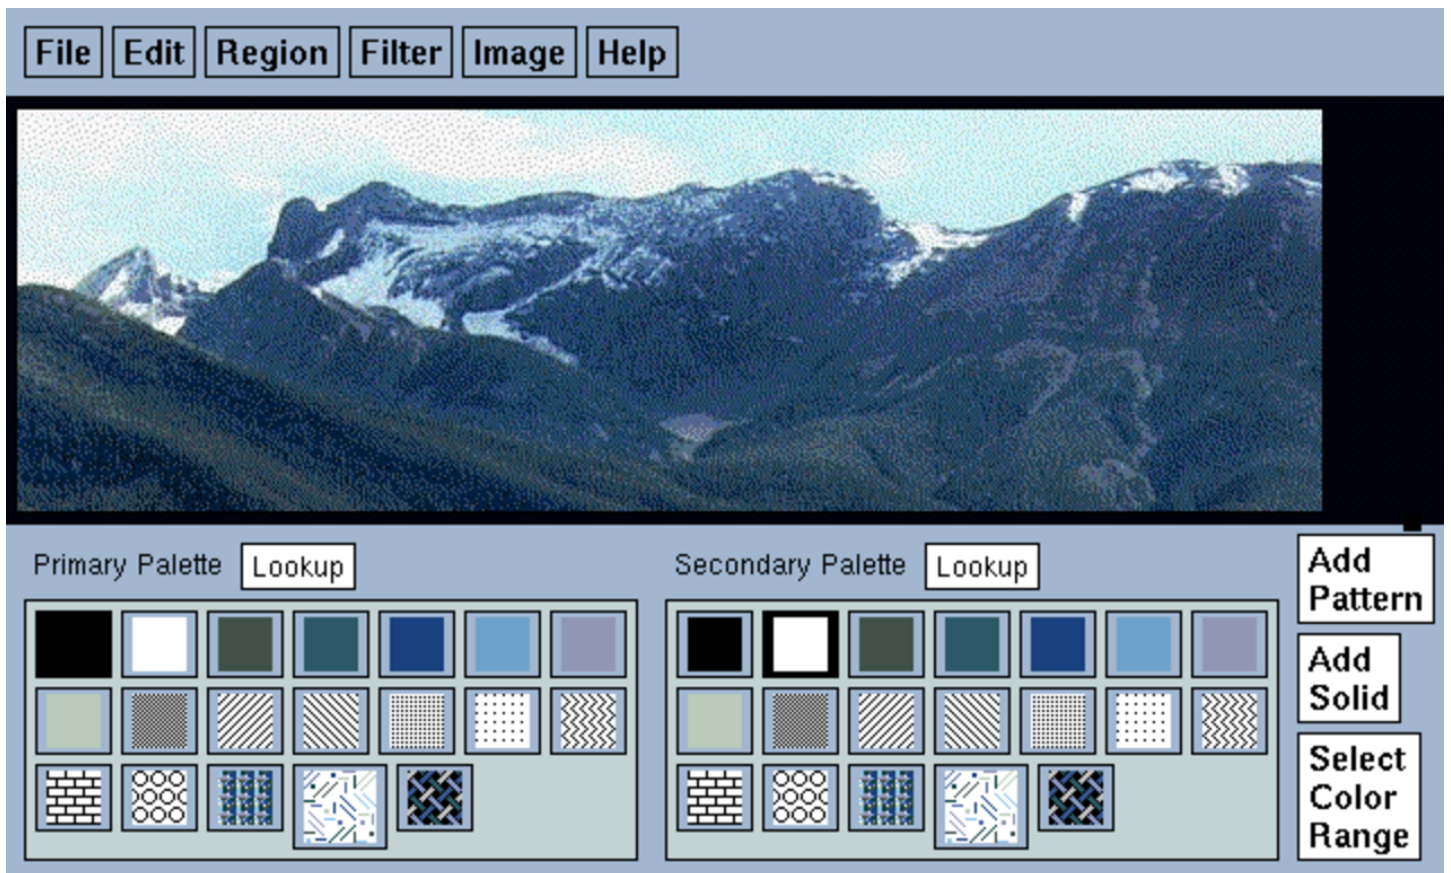 File Edit Region Filter Image Help
Primary Palette Lookup Secondary Palette Lookup
Add
Pattern
Add
Solid
Select
Color
Range